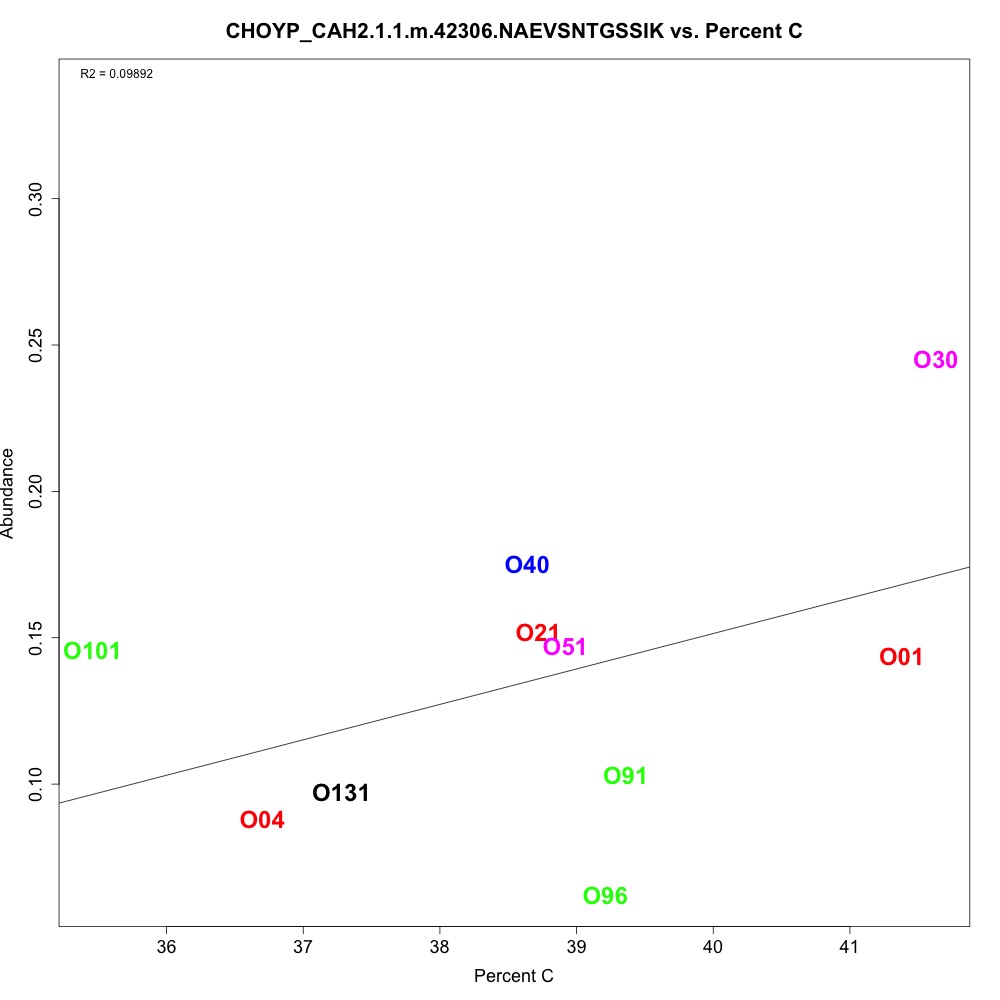 CHOYP_CAH2.1.1.m.42306.NAEVSNTGSSIK vs. Percent C
R2 = 0.09892
0.30
0.25
O30
0.20
Abundance
O40
0.15
O21
O51
O101
O01
O91
0.10
O131
O04
O96
36 37 38 39 40 41
Percent C